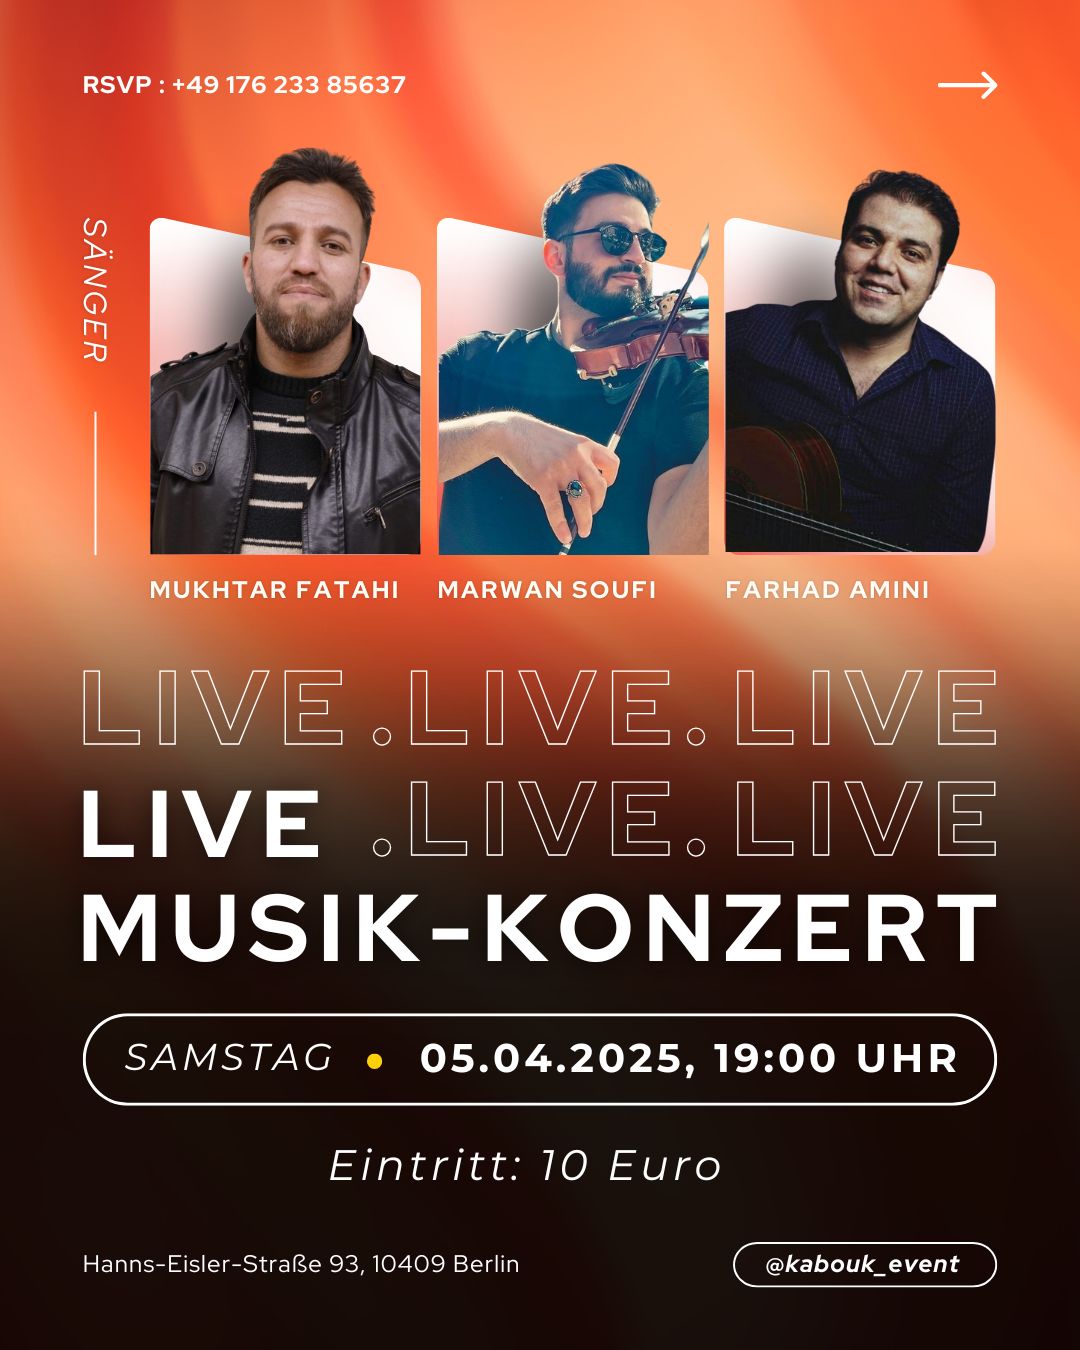 RSVP : +49 176 233 85637
SÄNGER
MUKHTAR FATAHI
MARWAN SOUFI
FARHAD AMINI
LIVE.LIVE.LIVE
LIVE .LIVE.LIVE
MUSIK-KONZERT
SAMSTAG • 05.04.2025, 19:00 UHR
Eintritt: 10 Euro
Hanns-Eisler-Straße 93, 10409 Berlin
@kabouk_event